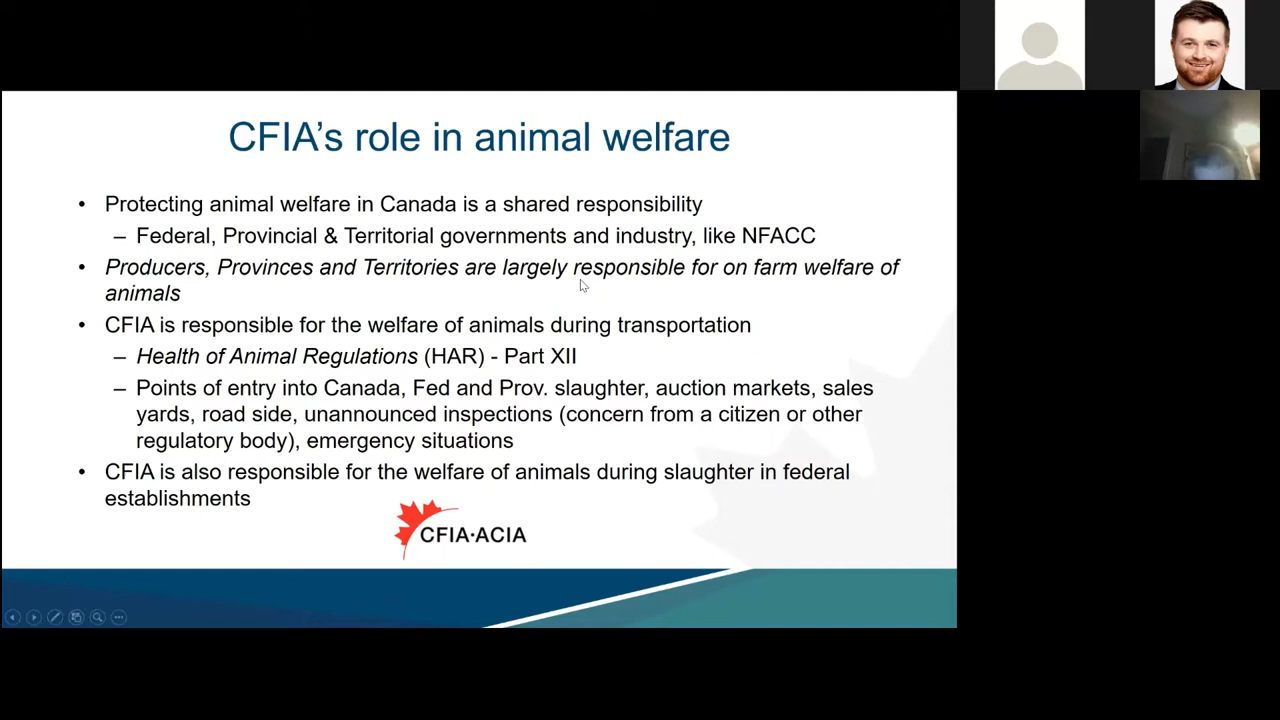 CFIA's role in animal welfare
• Protecting animal welfare in Canada is a shared responsibility
– Federal, Provincial & Territorial governments and industry, like NFACC
• Producers, Provinces and Territories are largely responsible for on farm welfare of
animals
• CFIA is responsible for the welfare of animals during transportation
– Health of Animal Regulations (HAR) - Part XII
– Points of entry into Canada, Fed and Prov. slaughter, auction markets, sales
yards, road side, unannounced inspections (concern from a citizen or other
regulatory body), emergency situations
• CFIA is also responsible for the welfare of animals during slaughter in federal
establishments
CFIA·ACIA